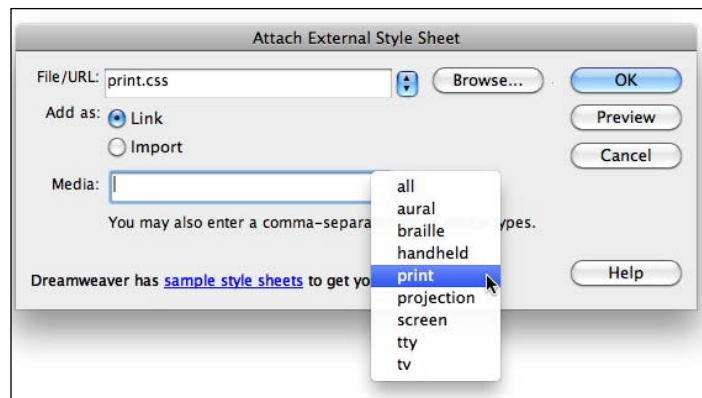 Attach External Style Sheet
File/URL: print.css Browse... OK
Add as: Link Preview
Import Cancel
Media:
all
aural
braille
handheld
print
projection
screen
tty
tv
You may also enter a comma-separa ypes.
Dreamweaver has sample style sheets to get yo Help